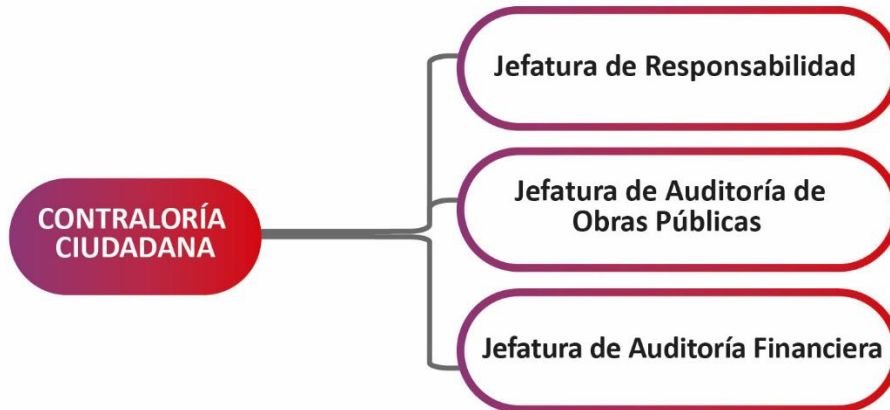 Jefatura de Responsabilidad
CONTRALORÍA
CIUDADANA
Jefatura de Auditoría de
Obras Públicas
Jefatura de Auditoría Financiera